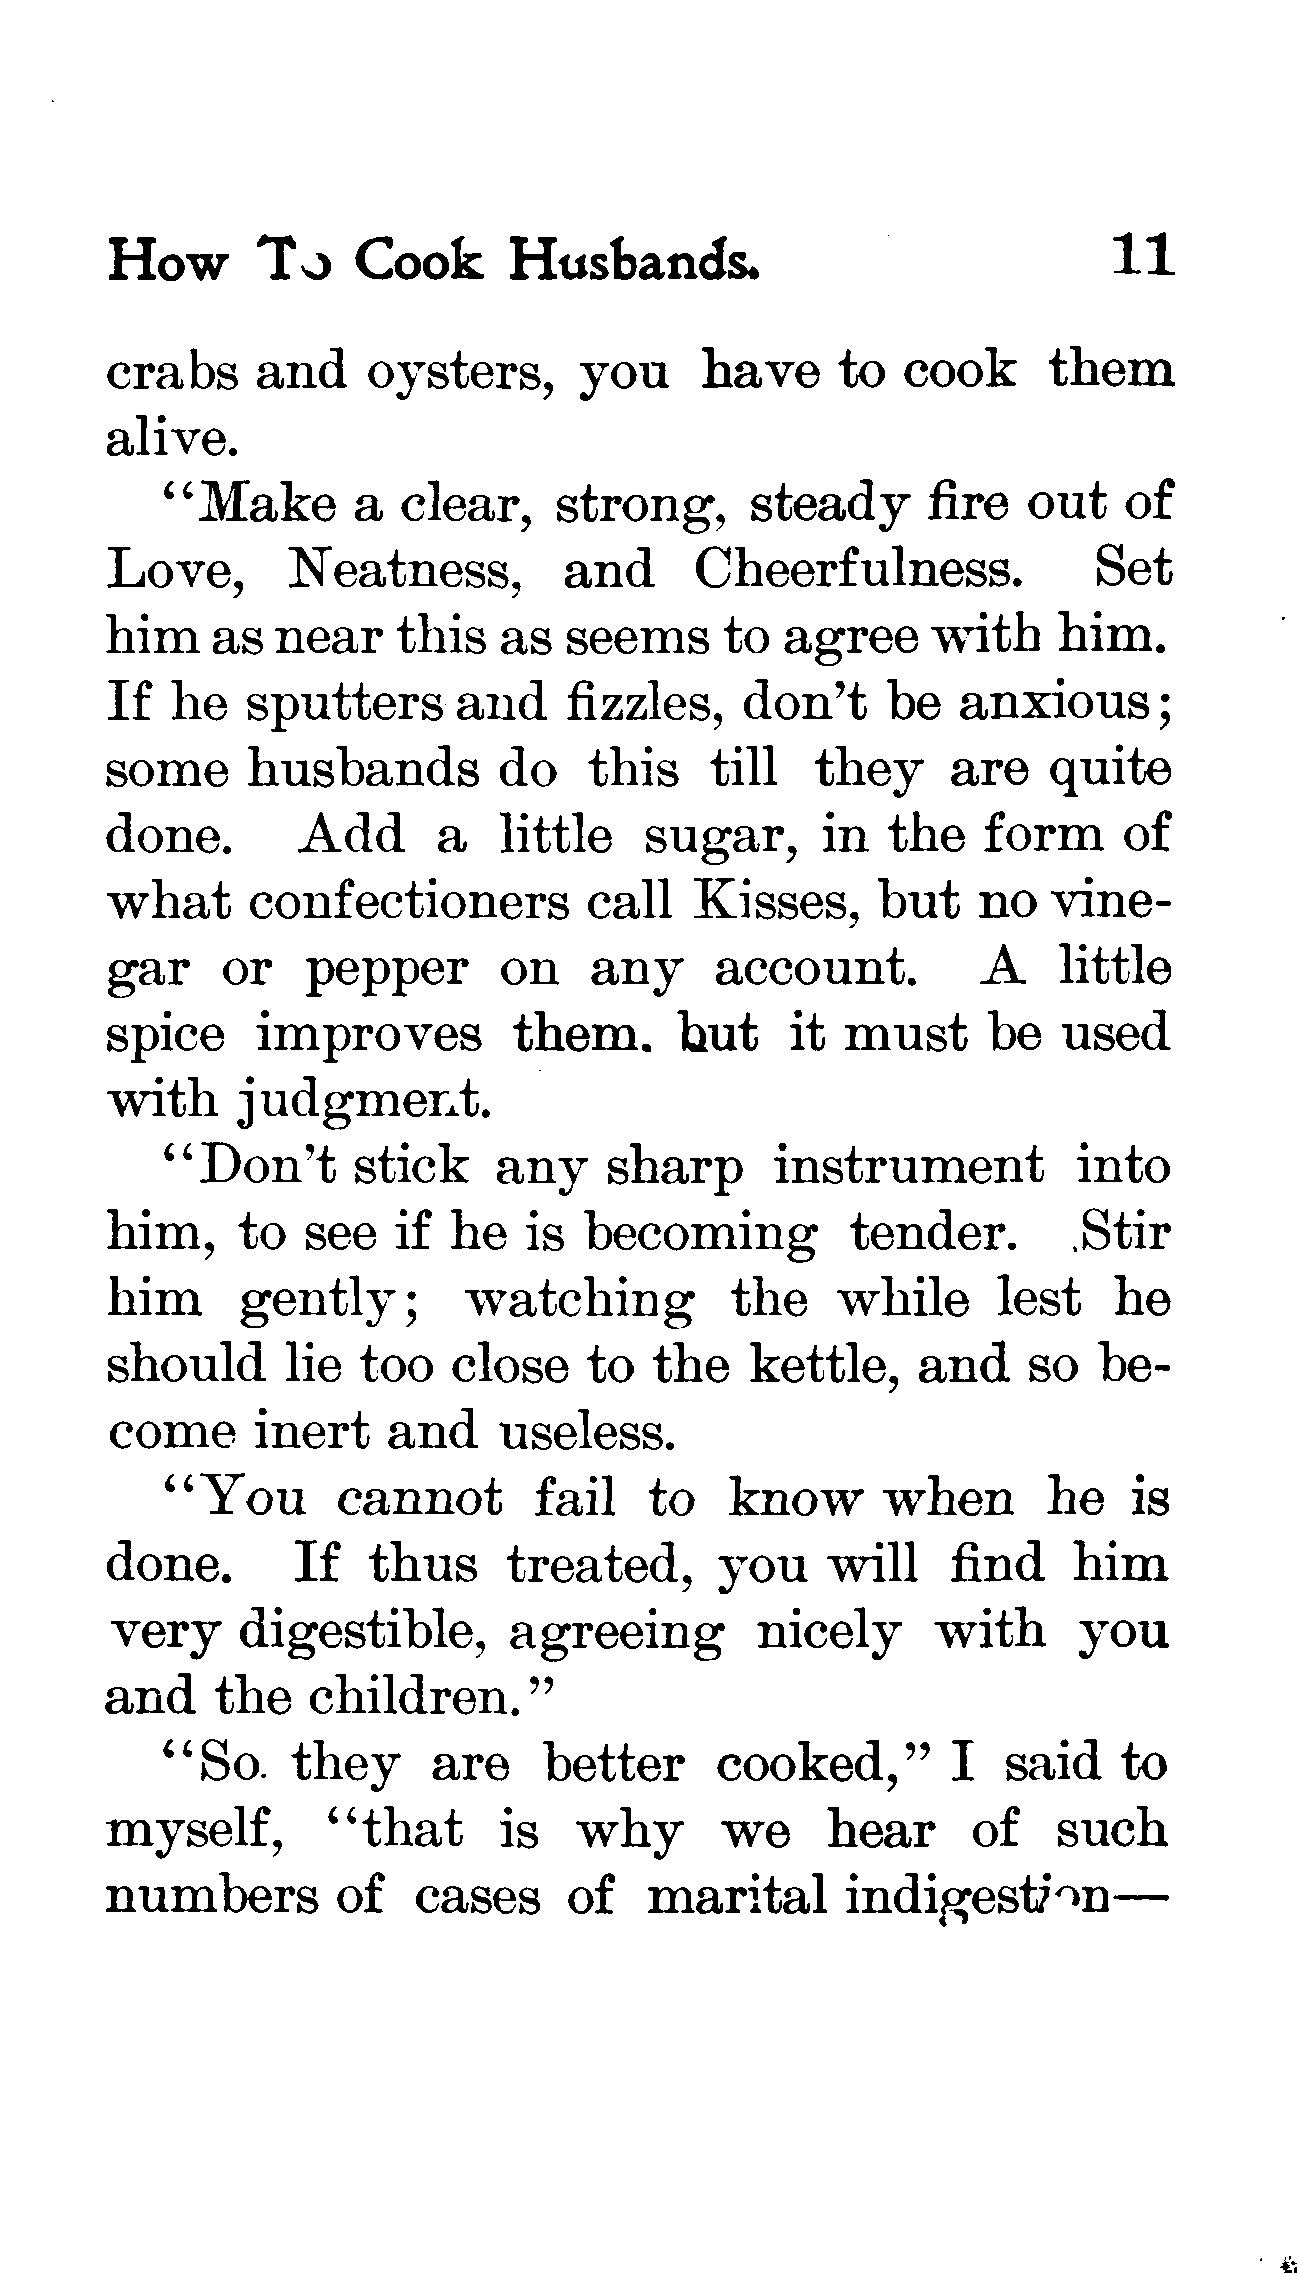 How To Cook Husbands. 11
crabs and oysters, you have to cook them
alive.
"Make a clear, strong, steady fire out of
Love, Neatness, and Cheerfulness. Set
him as near this as seems to agree with him.
If he sputters and fizzles, don't be anxious;
some husbands do this till they are quite
done. Add a little sugar, in the form of
what confectioners call Kisses, but no vine-
gar or pepper on any account. A little
spice improves them. but it must be used
with judgment.
"Don't stick any sharp instrument into
him, to see if he is becoming tender. Stir
him gently; watching the while lest he
should lie too close to the kettle, and so be-
come inert and useless.
"You cannot fail to know when he is
done. If thus treated, you will find him
very digestible, agreeing nicely with you
and the children."
"So. they are better cooked," I said to
myself, "that is why we hear of such
numbers of cases of marital indigestion—